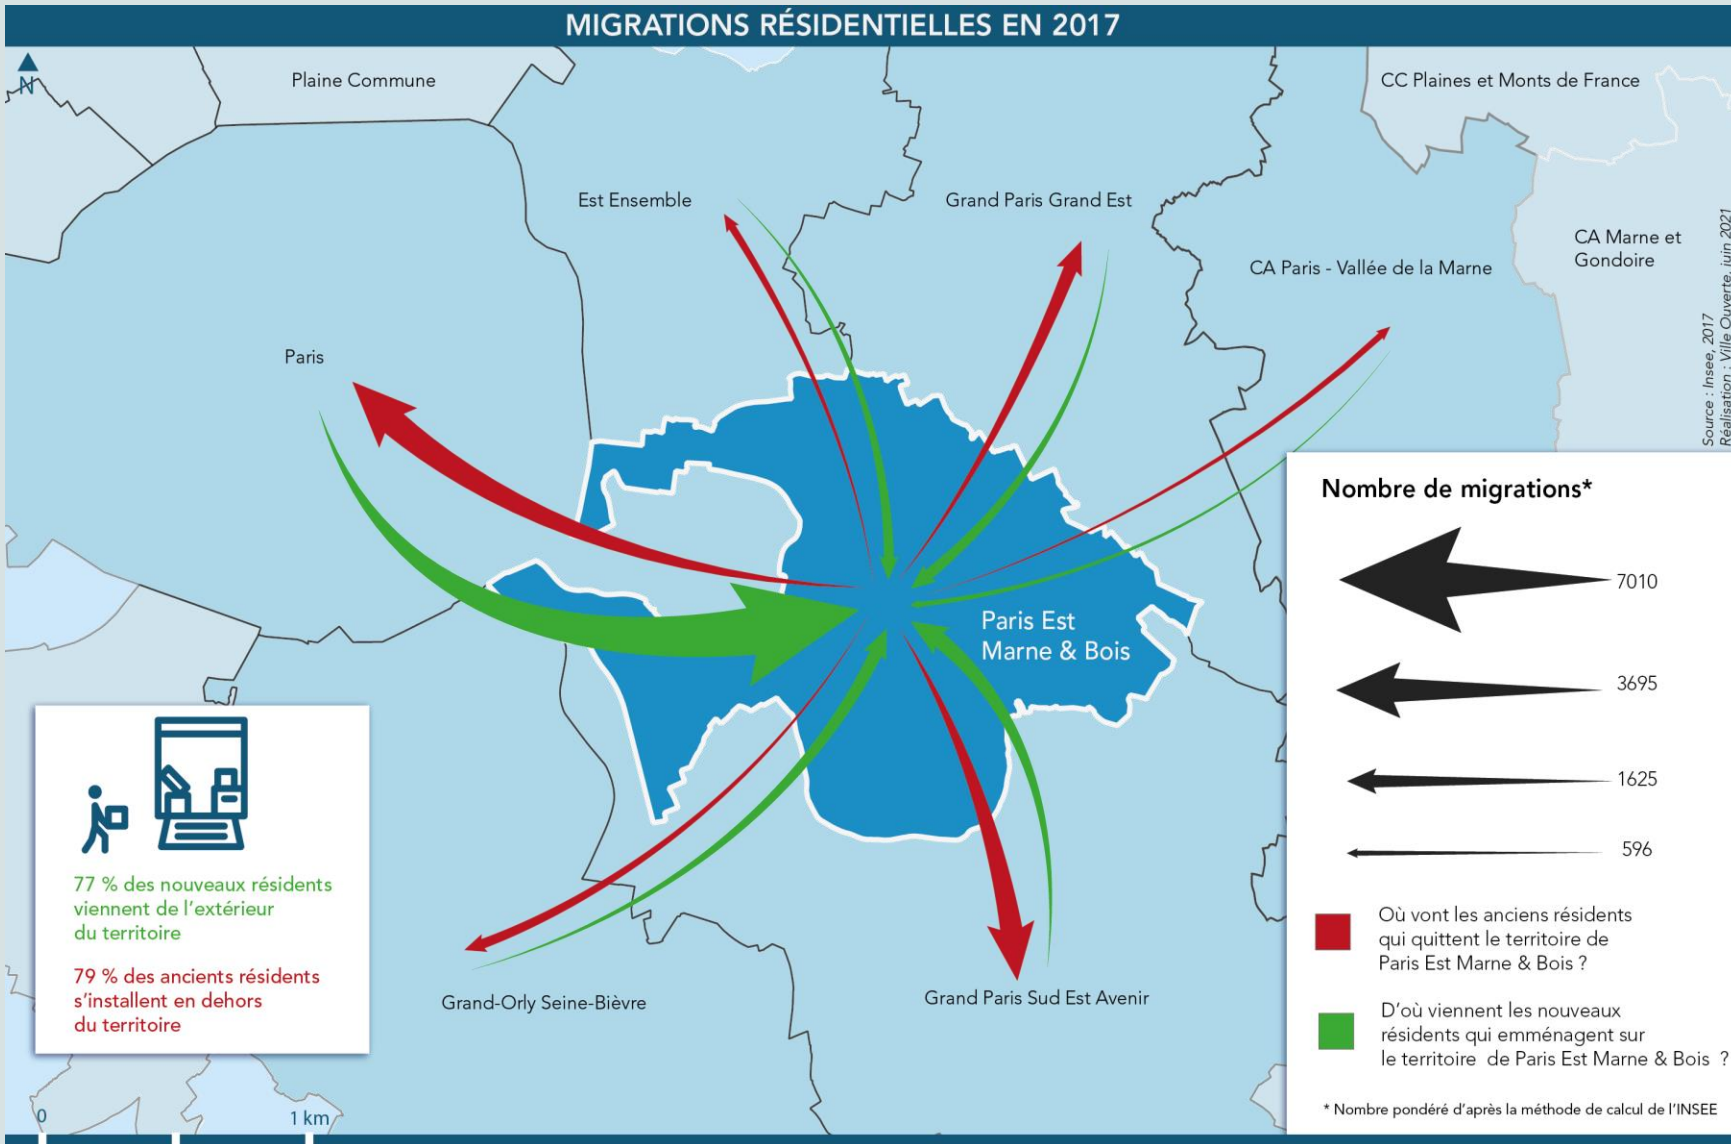 MIGRATIONS RÉSIDENTIELLES EN 2017
N
Plaine Commune
CC Plaines et Monts de France
Est Ensemble
Grand Paris Grand Est
CA Marne et
Gondoire
CA Paris - Vallée de la Marne
Paris
Source : Insee, 2017
Réalisation : Ville Ouverte, juin 2021
Paris Est
Marne & Bois
Grand-Orly Seine-Bièvre
Grand Paris Sud Est Avenir
77 % des nouveaux résidents
viennent de l'extérieur
du territoire
79 % des ancients résidents
s'installent en dehors
du territoire
0
1 km
Nombre de migrations*
7010
3695
1625
596
Où vont les anciens résidents
qui quittent le territoire de
Paris Est Marne & Bois ?
D'où viennent les nouveaux
résidents qui emménagent sur
le territoire de Paris Est Marne & Bois ?
* Nombre pondéré d'après la méthode de calcul de l'INSEE